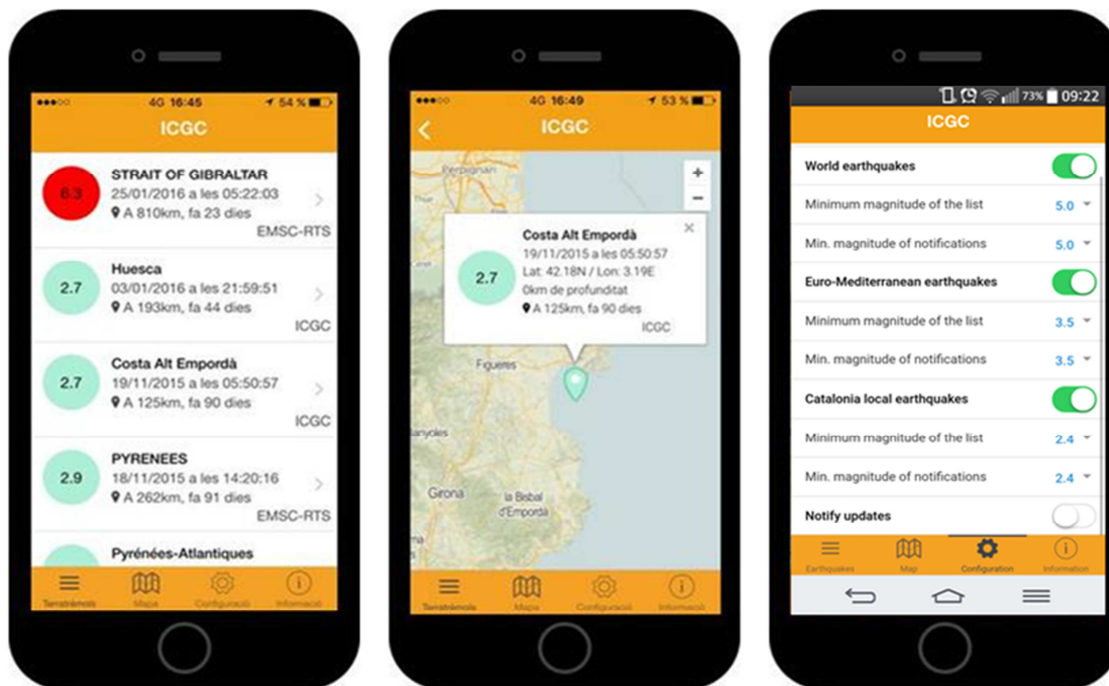 4G 16:45
54 %
ICGC
6.3
STRAIT OF GIBRALTAR
25/01/2016 a les 05:22:03
A 810km, fa 23 dies
EMSC-RTS
2.7
Huesca
03/01/2016 a les 21:59:51
A 193km, fa 44 dies
ICGC
2.7
Costa Alt Empordà
19/11/2015 a les 05:50:57
A 125km, fa 90 dies
ICGC
2.9
PYRENEES
18/11/2015 a les 14:20:16
A 262km, fa 91 dies
EMSC-RTS
Pyrénées-Atlantiques
Terratrèmols
Mapa
Configuració
Informació
4G 16:49
53 %
ICGC
Perpignan
+
−
Costa Alt Empordà
19/11/2015 a les 05:50:57
Lat: 42.18N / Lon: 3.19E
2.7
0km de profunditat
A 125km, fa 90 dies
ICGC
Figueres
Girona
la Bisbal
d'Empordà
Terratrèmols
Mapa
Configuració
Informació
73% 09:22
ICGC
World earthquakes
Minimum magnitude of the list 5.0
Min. magnitude of notifications 5.0
Euro-Mediterranean earthquakes
Minimum magnitude of the list 3.5
Min. magnitude of notifications 3.5
Catalonia local earthquakes
Minimum magnitude of the list 2.4
Min. magnitude of notifications 2.4
Notify updates
Earthquakes
Map
Configuration
Information